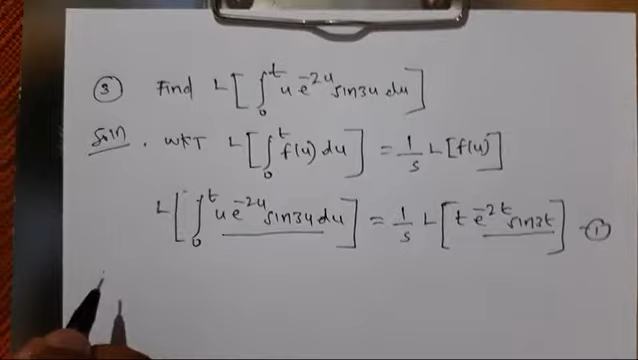 ③ Find L[∫₀ᵗ u e⁻²ᵘ sin3u du]
Soln. WKT L[∫₀ᵗ f(u) du] = 1/s L[f(u)]
L[∫₀ᵗ u e⁻²ᵘ sin3u du] = 1/s L[t e⁻²ᵗ sin3t] -①